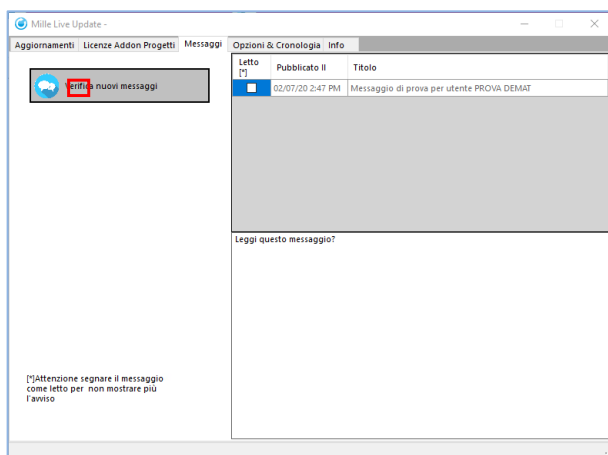 Mille Live Update -
Aggiornamenti Licenze Addon Progetti Messaggi Opzioni & Cronologia Info
Verifica nuovi messaggi
Letto [*] Pubblicato Il Titolo
02/07/20 2:47 PM Messaggio di prova per utente PROVA DEMAT
Leggi questo messaggio?
[*]Attenzione segnare il messaggio
come letto per non mostrare più
l'avviso